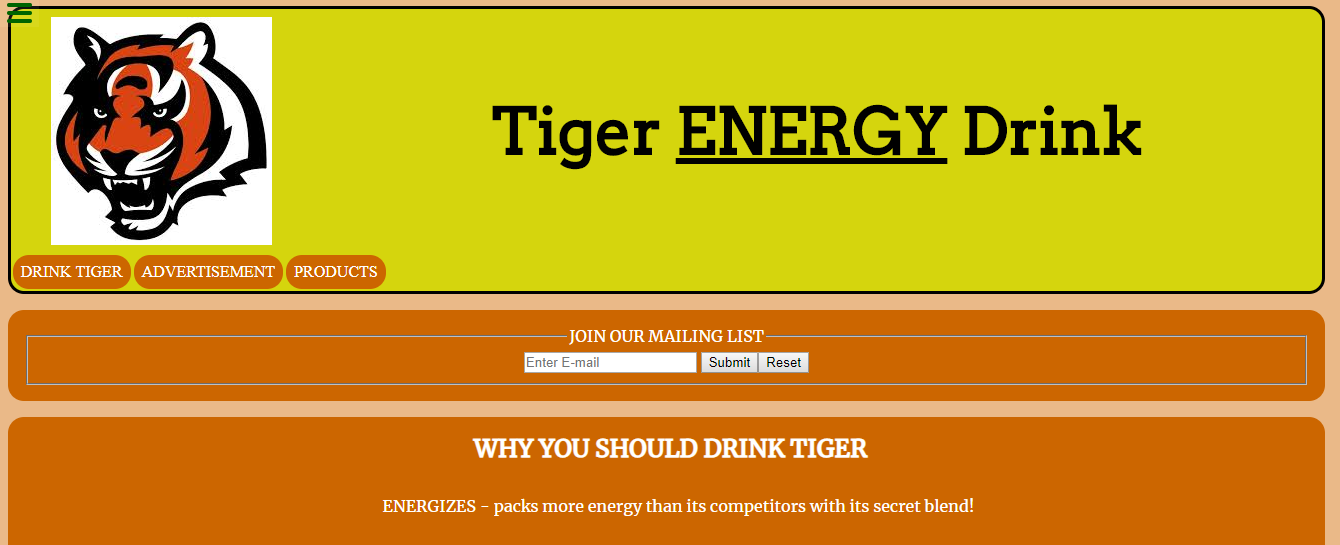 Tiger ENERGY Drink
DRINK TIGER ADVERTISEMENT PRODUCTS
JOIN OUR MAILING LIST
Enter E-mail Submit Reset
WHY YOU SHOULD DRINK TIGER
ENERGIZES - packs more energy than its competitors with its secret blend!